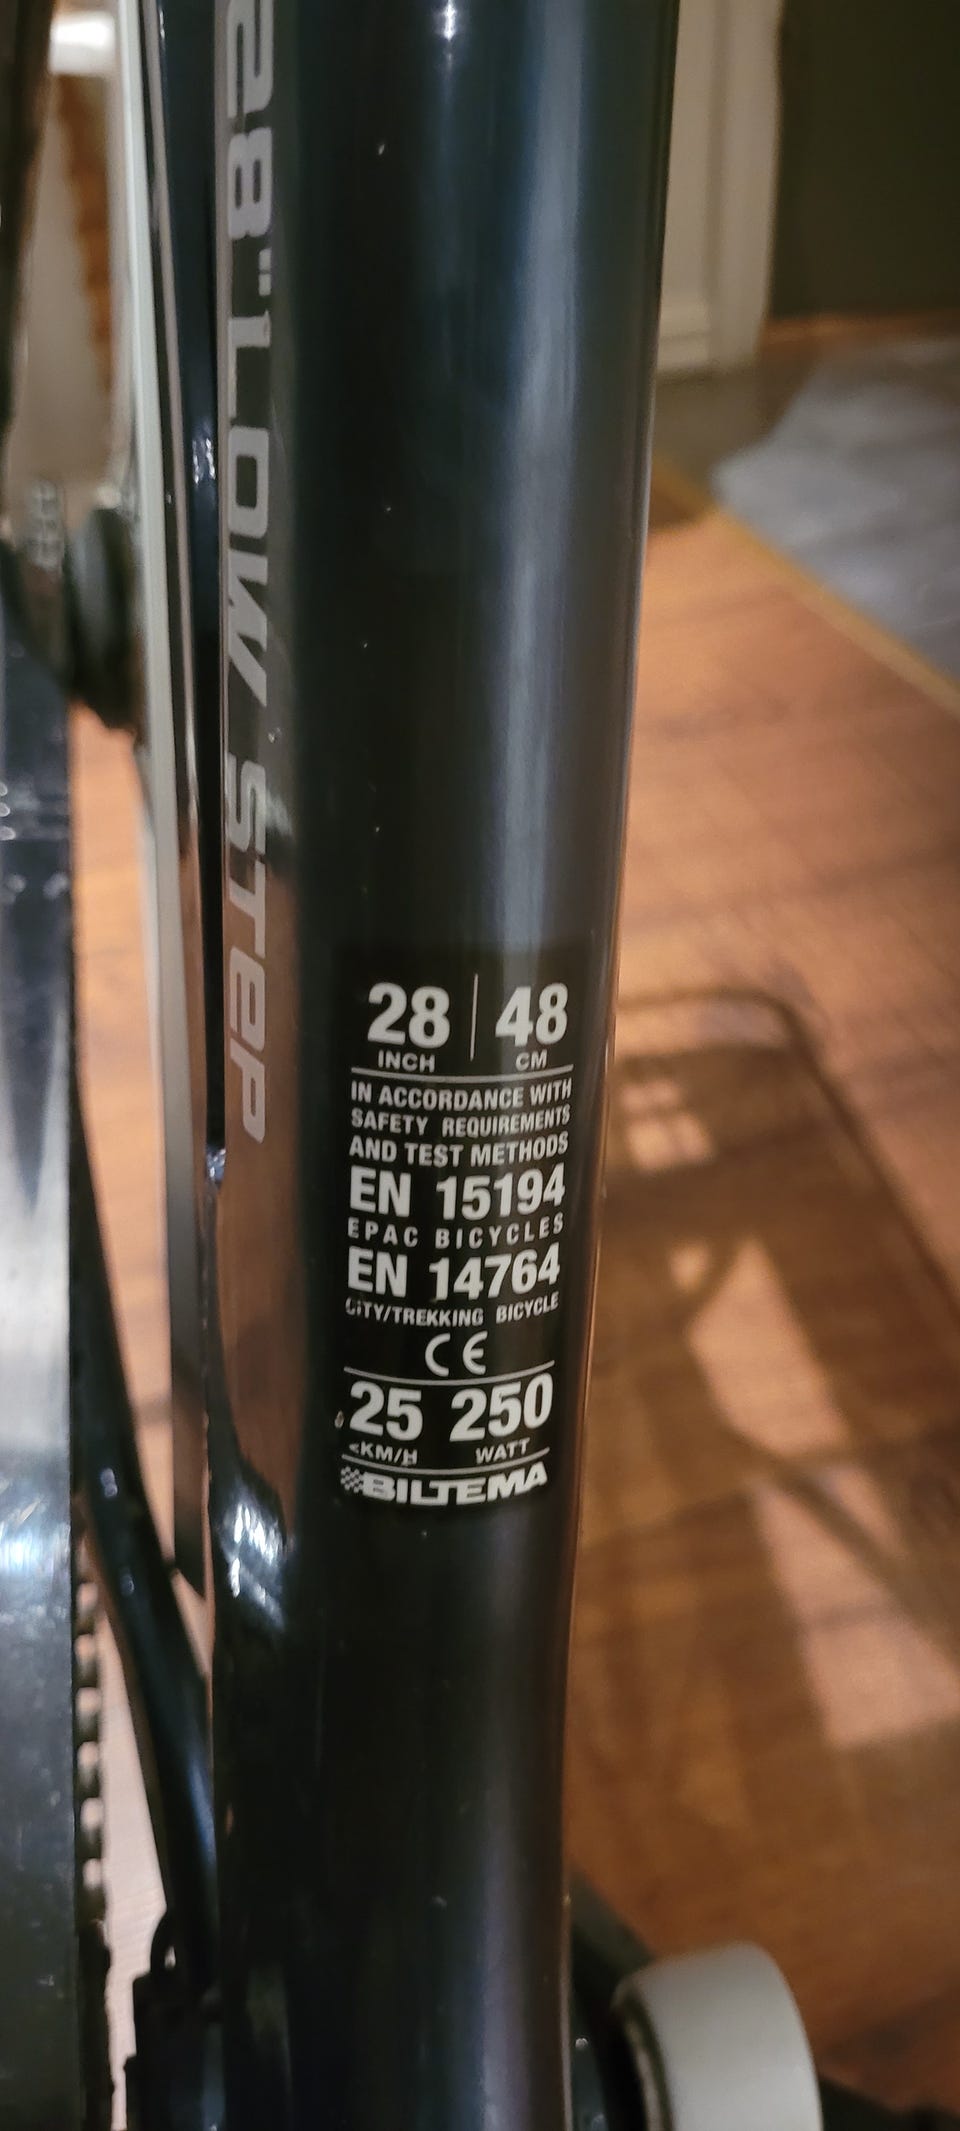 28" LOW STEP
28 | 48
INCH CM
IN ACCORDANCE WITH
SAFETY REQUIREMENTS
AND TEST METHODS
EN 15194
EPAC BICYCLES
EN 14764
CITY/TREKKING BICYCLE
CE
25 250
<KM/H WATT
BILTEMA